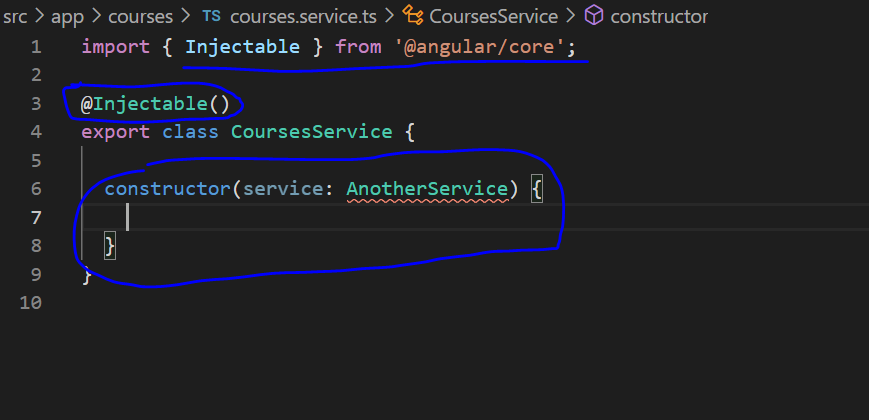 src > app > courses > TS courses.service.ts > CoursesService > constructor
1 import { Injectable } from '@angular/core';
2
3 @Injectable()
4 export class CoursesService {
5
6 constructor(service: AnotherService) {
7
8 }
9 }
10